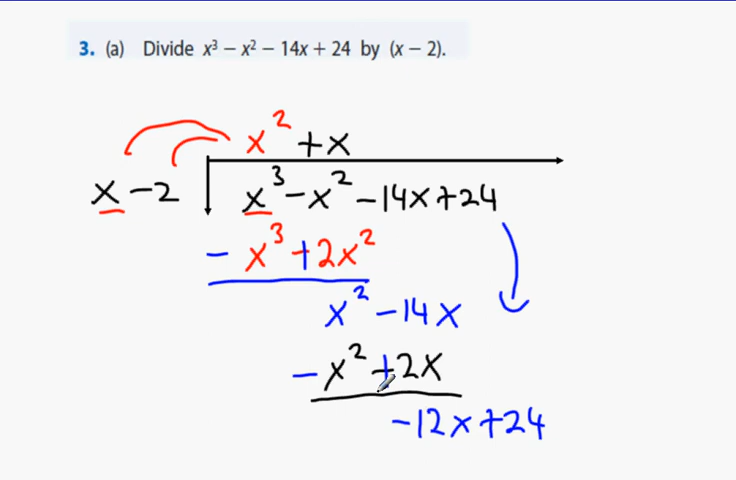 3. (a) Divide x³ − x² − 14x + 24 by (x − 2).
x² + x
x − 2 x³ − x² − 14x + 24
− x³ + 2x²
x² − 14x
− x² + 2x
− 12x + 24